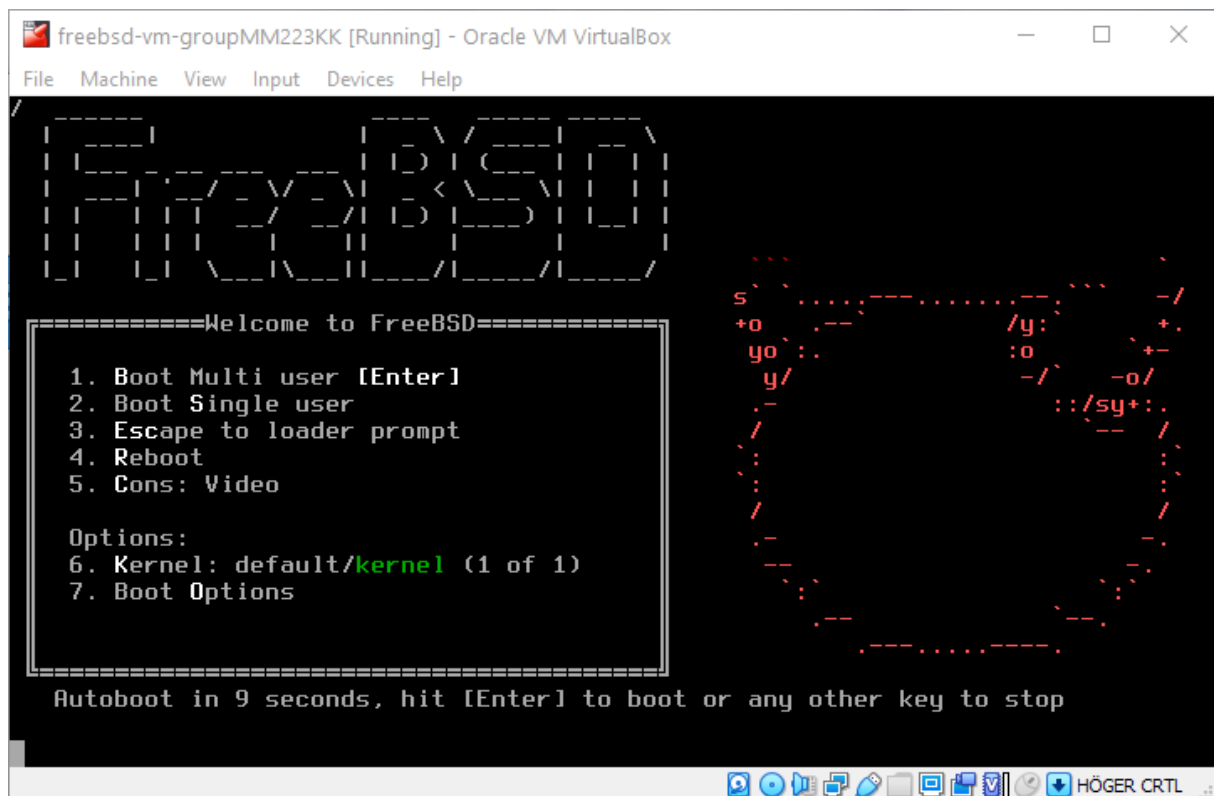 freebsd-vm-groupMM223KK [Running] - Oracle VM VirtualBox
File Machine View Input Devices Help
FreeBSD
Welcome to FreeBSD
1. Boot Multi user [Enter]
2. Boot Single user
3. Escape to loader prompt
4. Reboot
5. Cons: Video
Options:
6. Kernel: default/kernel (1 of 1)
7. Boot Options
Autoboot in 9 seconds, hit [Enter] to boot or any other key to stop
HÖGER CRTL